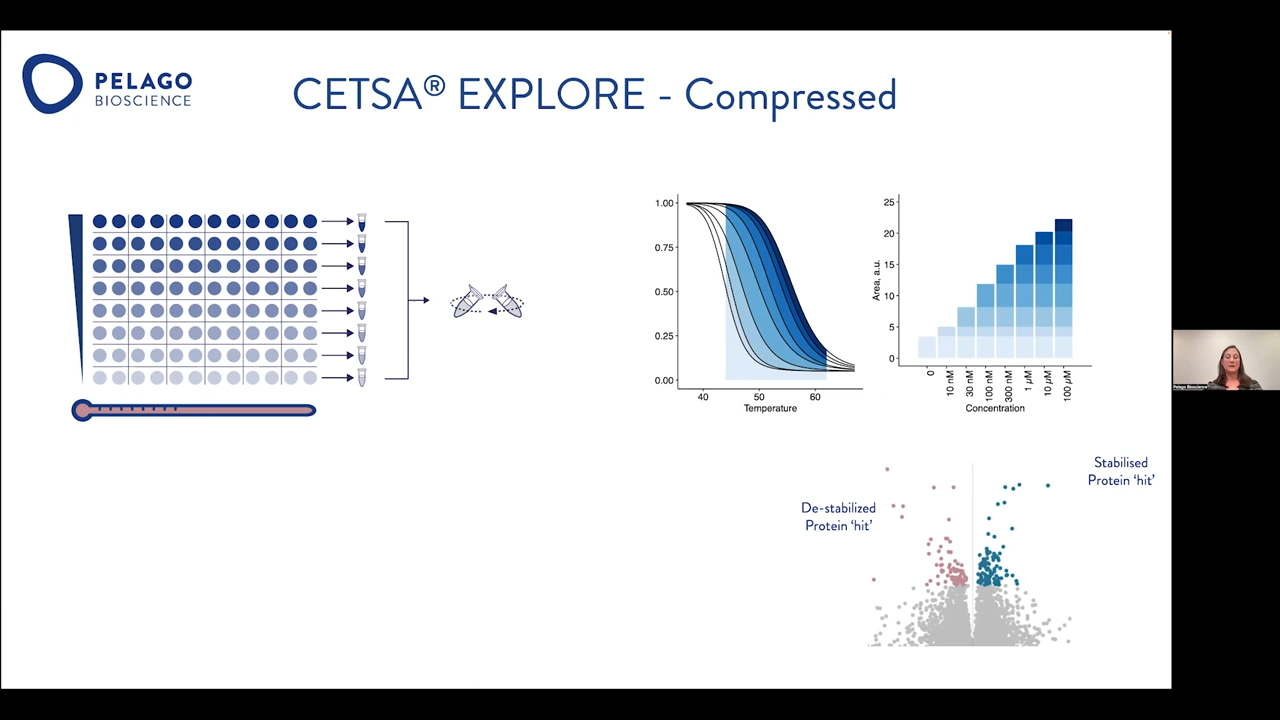 PELAGO
BIOSCIENCE
CETSA® EXPLORE - Compressed
1.00
0.75
0.50
0.25
0.00
40
50
60
Temperature
Area, a.u.
25
20
15
10
5
0
0
10 nM
30 nM
100 nM
300 nM
1 µM
10 µM
100 µM
Concentration
De-stabilized
Protein ‘hit’
Stabilised
Protein ‘hit’
Pelago Bioscience